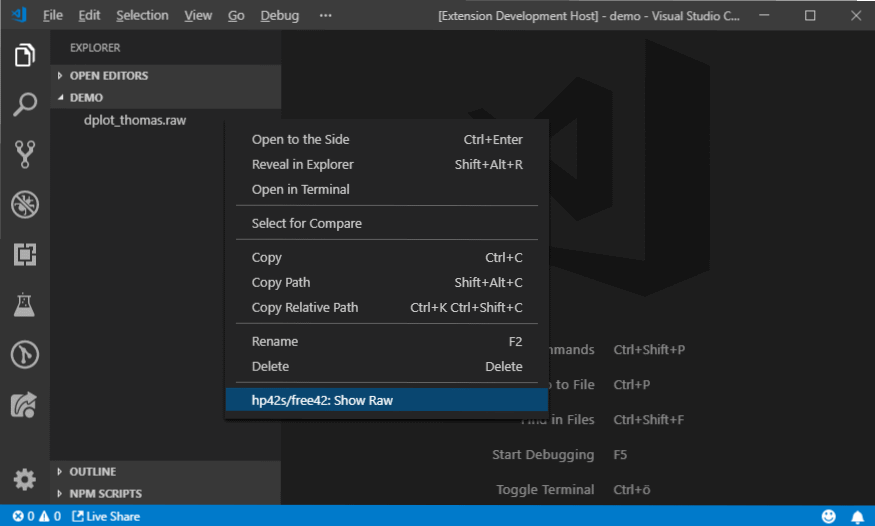 File Edit Selection View Go Debug ··· [Extension Development Host] - demo - Visual Studio C...
EXPLORER
OPEN EDITORS
DEMO
dplot_thomas.raw
Open to the Side Ctrl+Enter
Reveal in Explorer Shift+Alt+R
Open in Terminal
Select for Compare
Copy Ctrl+C
Copy Path Shift+Alt+C
Copy Relative Path Ctrl+K Ctrl+Shift+C
Rename F2
Delete Delete
hp42s/free42: Show Raw
mmands Ctrl+Shift+P
o to File Ctrl+P
Find in Files Ctrl+Shift+F
Start Debugging F5
Toggle Terminal Ctrl+ö
OUTLINE
NPM SCRIPTS
0 0 Live Share